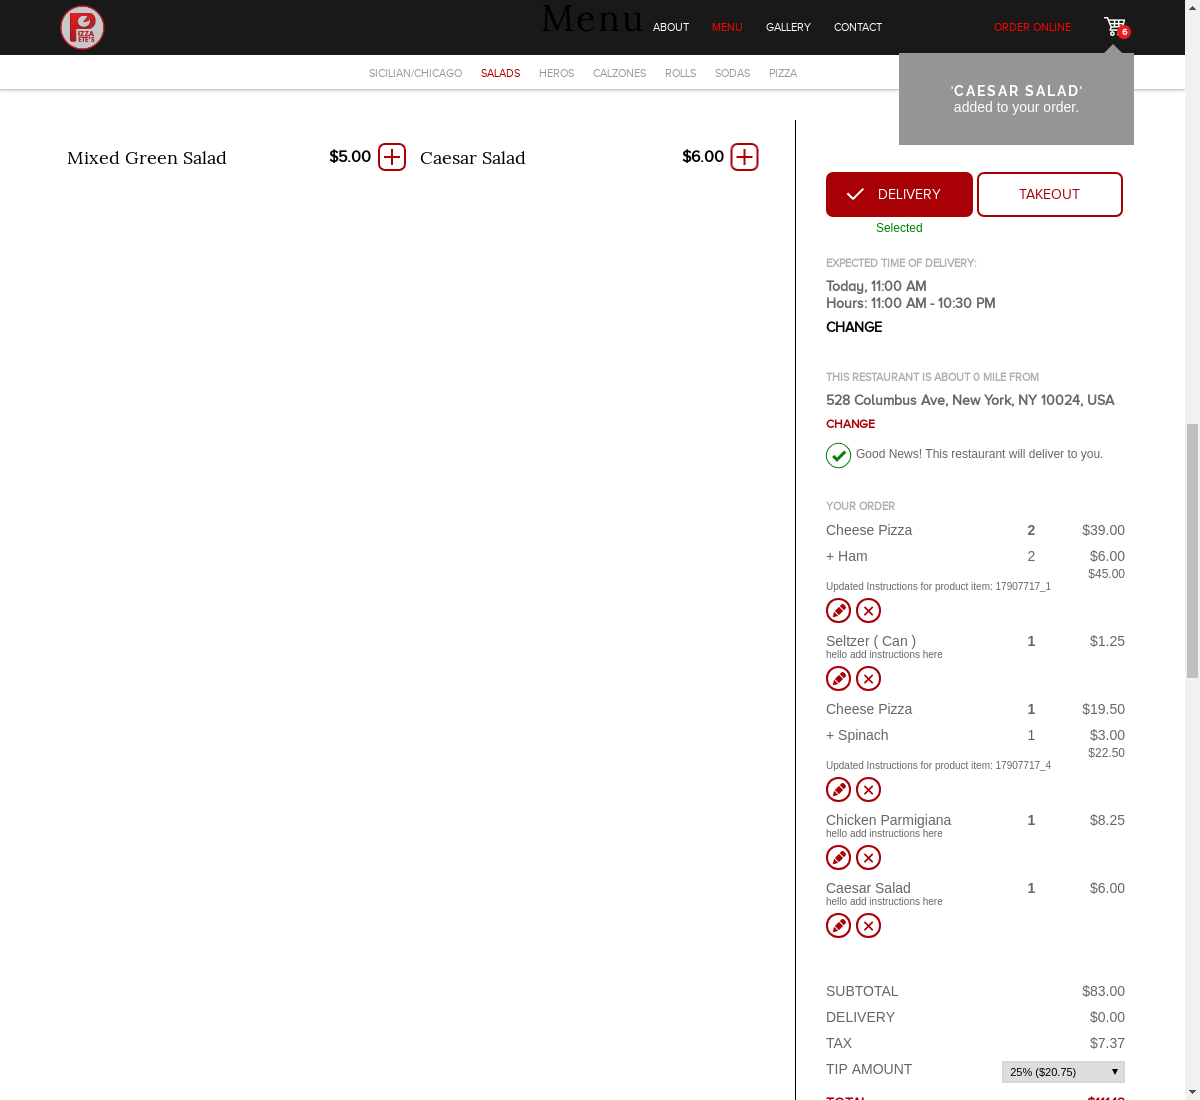 PIZZA
PETE'S
Menu
ABOUT
MENU
GALLERY
CONTACT
ORDER ONLINE
6
SICILIAN/CHICAGO
SALADS
HEROS
CALZONES
ROLLS
SODAS
PIZZA
'CAESAR SALAD'
added to your order.
Mixed Green Salad $5.00
Caesar Salad $6.00
DELIVERY
TAKEOUT
Selected
EXPECTED TIME OF DELIVERY:
Today, 11:00 AM
Hours: 11:00 AM - 10:30 PM
CHANGE
THIS RESTAURANT IS ABOUT 0 MILE FROM
528 Columbus Ave, New York, NY 10024, USA
CHANGE
Good News! This restaurant will deliver to you.
YOUR ORDER
Cheese Pizza 2 $39.00
+ Ham 2 $6.00
$45.00
Updated Instructions for product item: 17907717_1
Seltzer ( Can ) 1 $1.25
hello add instructions here
Cheese Pizza 1 $19.50
+ Spinach 1 $3.00
$22.50
Updated Instructions for product item: 17907717_4
Chicken Parmigiana 1 $8.25
hello add instructions here
Caesar Salad 1 $6.00
hello add instructions here
SUBTOTAL $83.00
DELIVERY $0.00
TAX $7.37
TIP AMOUNT 25% ($20.75)
TOTAL